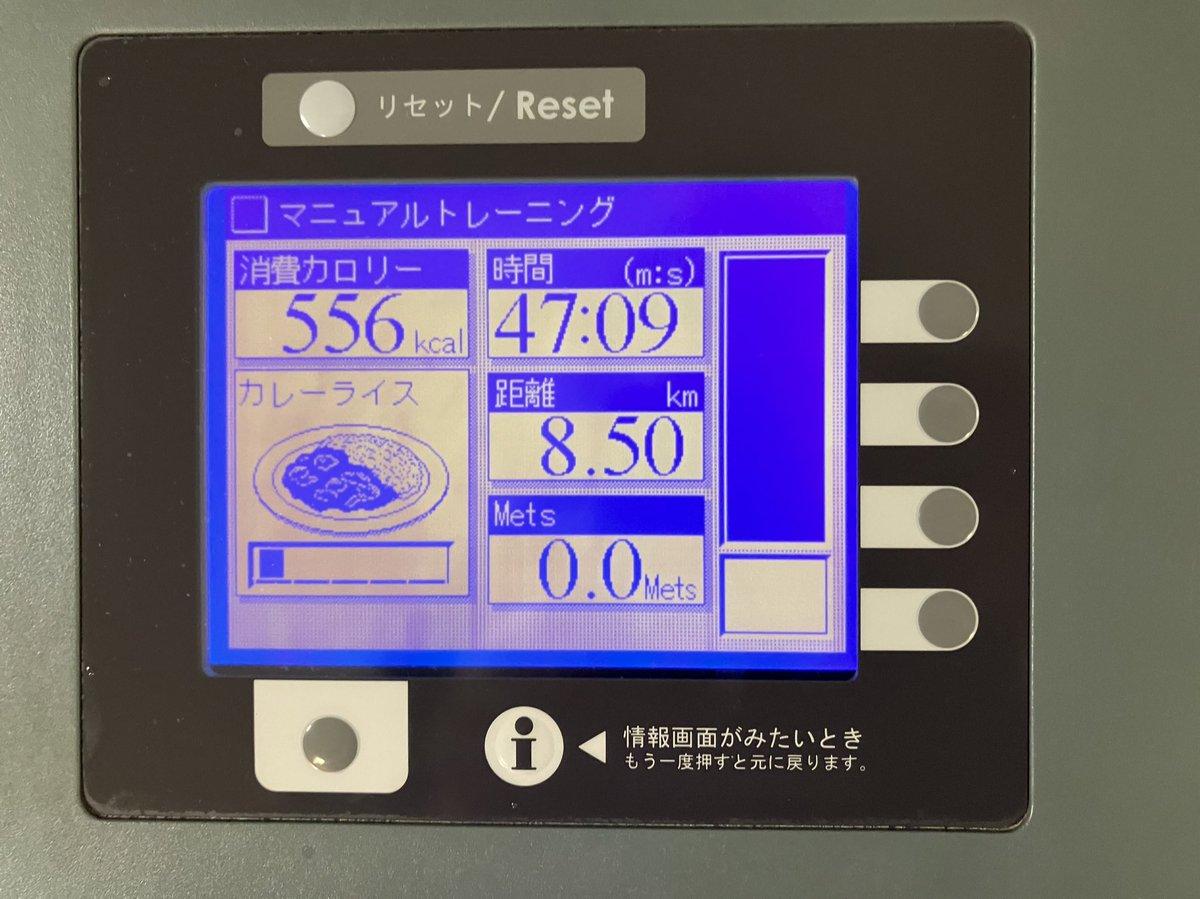 リセット/ Reset
マニュアルトレーニング
消費カロリー
556 kcal
カレーライス
時間 (m:s)
47:09
距離 km
8.50
Mets
0.0 Mets
i
情報画面がみたいとき
もう一度押すと元に戻ります。